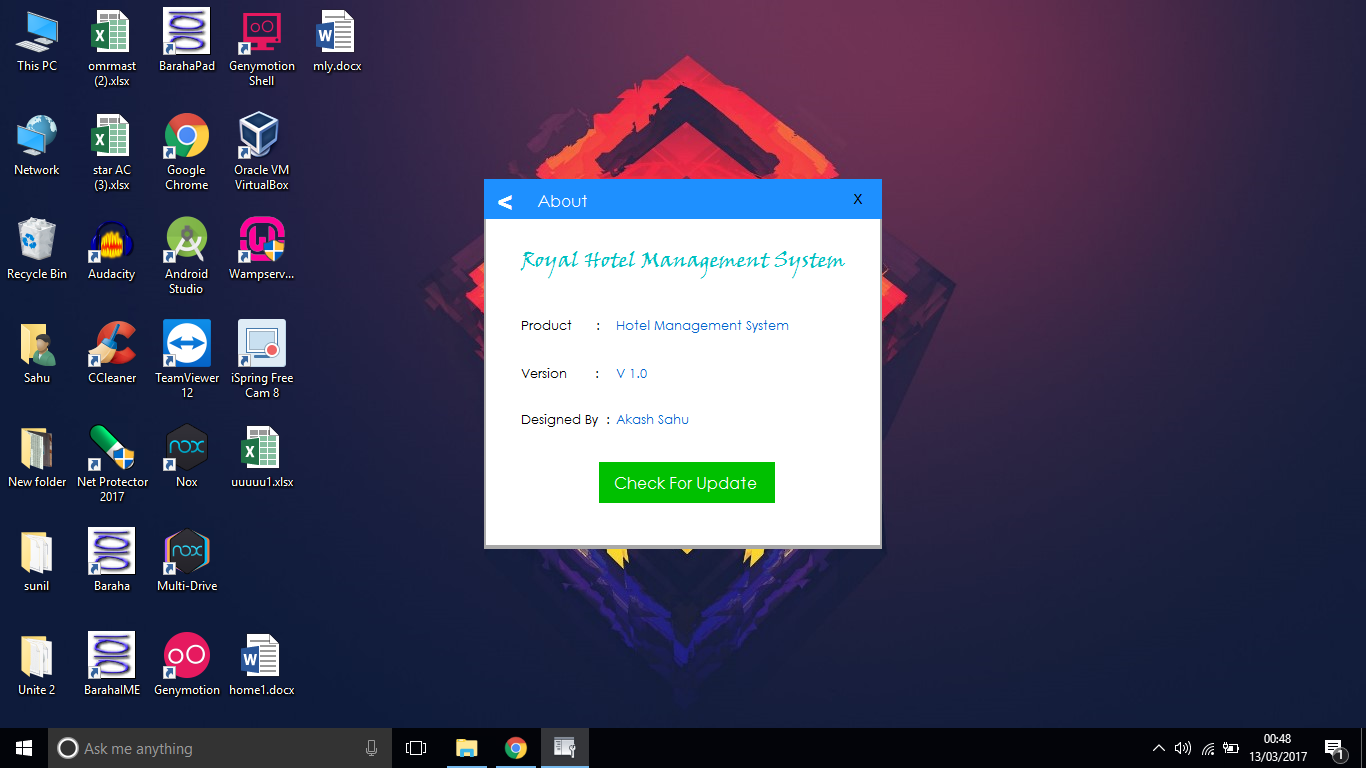 This PC
omrmast
(2).xlsx
BarahaPad
Genymotion
Shell
mly.docx
Network
star AC
(3).xlsx
Google
Chrome
Oracle VM
VirtualBox
Recycle Bin
Audacity
Android
Studio
Wampserv...
Sahu
CCleaner
TeamViewer
12
iSpring Free
Cam 8
New folder
Net Protector
2017
nox
Nox
uuuuu1.xlsx
sunil
Baraha
nox
Multi-Drive
Unite 2
BarahaIME
Genymotion
home1.docx
< About X
Royal Hotel Management System
Product : Hotel Management System
Version : V 1.0
Designed By : Akash Sahu
Check For Update
Ask me anything
00:48
13/03/2017
1